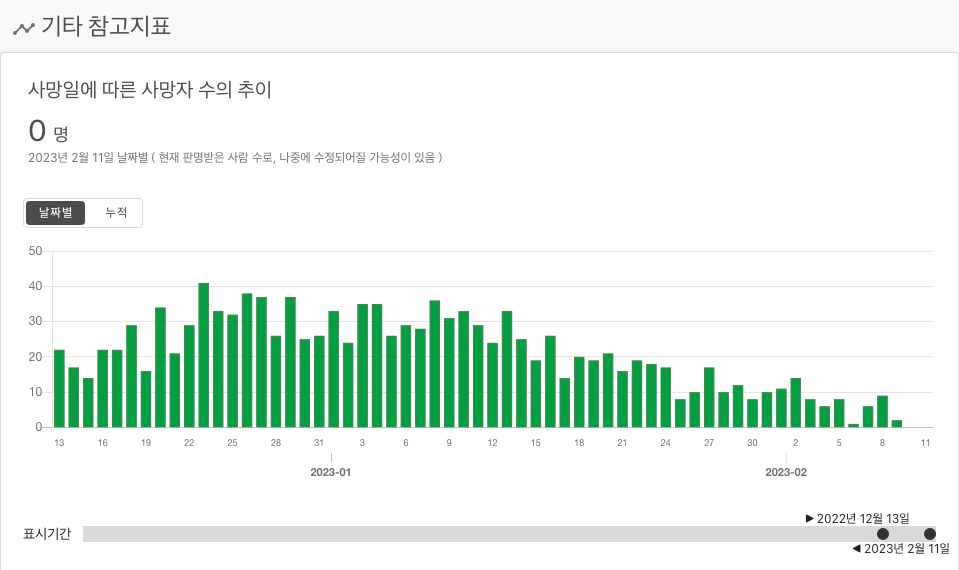 기타 참고지표
사망일에 따른 사망자 수의 추이
0 명
2023년 2월 11일 날짜별 ( 현재 판명받은 사람 수로, 나중에 수정되어질 가능성이 있음 )
날짜별 누적
50
40
30
20
10
0
13 16 19 22 25 28 31 3 6 9 12 15 18 21 24 27 30 2 5 8 11
2023-01 2023-02
▶ 2022년 12월 13일
표시기간
◀ 2023년 2월 11일